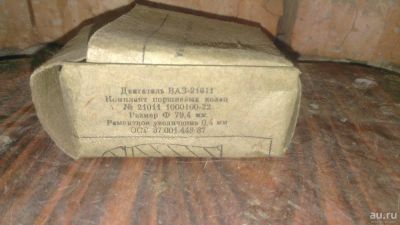 Двигатель ВАЗ-21011
Комплект поршневых колец
№ 21011 1000100-22
Размер Ф 79,4 мм
Ремонтное увеличение 0,4 мм
ОСТ 37.001.448-87
au.ru